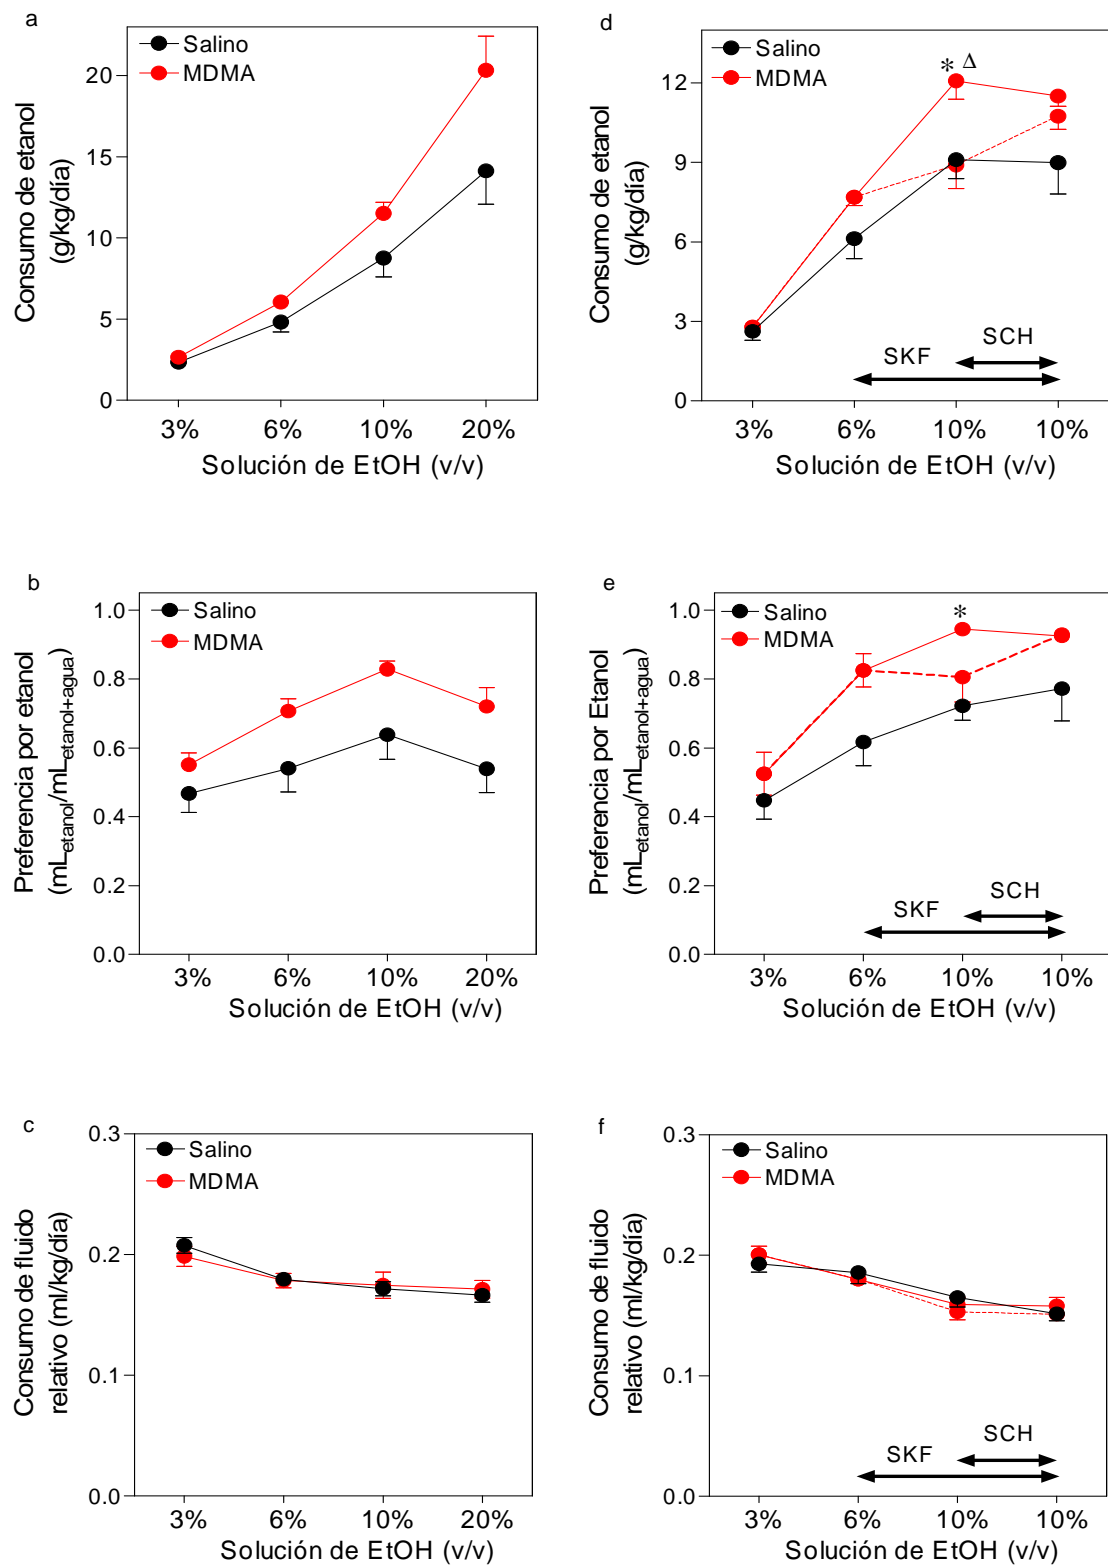 a
Salino
MDMA
Consumo de etanol
(g/kg/día)
20
15
10
5
0
3% 6% 10% 20%
Solución de EtOH (v/v)
d
Salino
MDMA
* Δ
Consumo de etanol
(g/kg/día)
12
9
6
3
0
SCH
SKF
3% 6% 10% 10%
Solución de EtOH (v/v)
b
Salino
MDMA
Preferencia por etanol
(mLetanol/mLetanol+agua)
1.0
0.8
0.6
0.4
0.2
0.0
3% 6% 10% 20%
Solución de EtOH (v/v)
e
Salino
MDMA
*
Preferencia por Etanol
(mLetanol/mLetanol+agua)
1.0
0.8
0.6
0.4
0.2
0.0
SCH
SKF
3% 6% 10% 10%
Solución de EtOH (v/v)
c
Salino
MDMA
Consumo de fluido
relativo (ml/kg/día)
0.3
0.2
0.1
0.0
3% 6% 10% 20%
Solución de EtOH (v/v)
f
Salino
MDMA
Consumo de fluido
relativo (ml/kg/día)
0.3
0.2
0.1
0.0
SCH
SKF
3% 6% 10% 10%
Solución de EtOH (v/v)